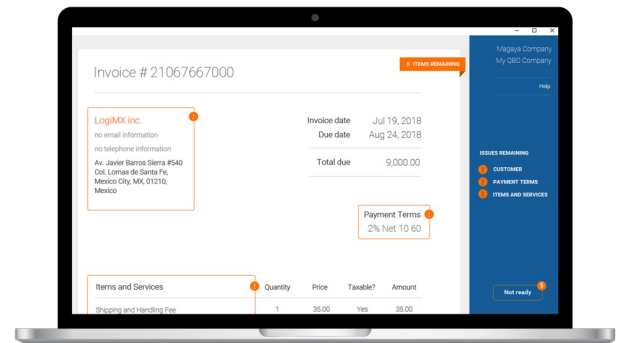 Magaya Company
My QBO Company
Help
5 ITEMS REMAINING
Invoice # 21067667000
LogiMX inc.
no email information
no telephone information
Av. Javier Barros Sierra #540
Col. Lomas de Santa Fe,
Mexico City, MX, 01210,
Mexico
Invoice date Jul 19, 2018
Due date Aug 24, 2018
Total due 9,000.00
Payment Terms
2% Net 10 60
ISSUES REMAINING
CUSTOMER
PAYMENT TERMS
ITEMS AND SERVICES
Items and Services Quantity Price Taxable? Amount
Shipping and Handling Fee 1 35.00 Yes 35.00
Not ready 5